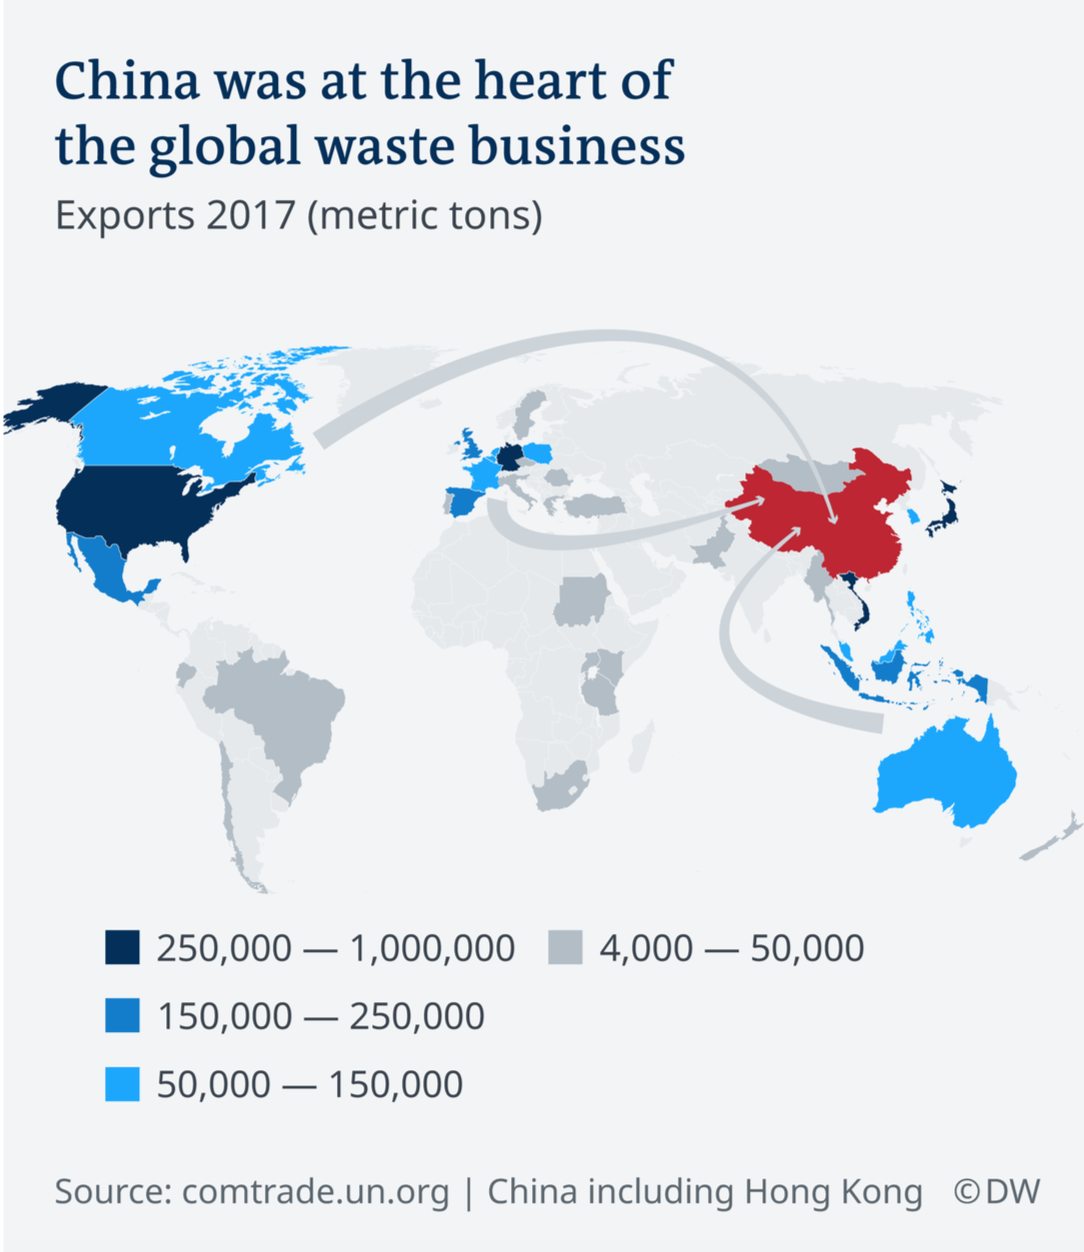 China was at the heart of
the global waste business
Exports 2017 (metric tons)
250,000 — 1,000,000
4,000 — 50,000
150,000 — 250,000
50,000 — 150,000
Source: comtrade.un.org | China including Hong Kong
©DW